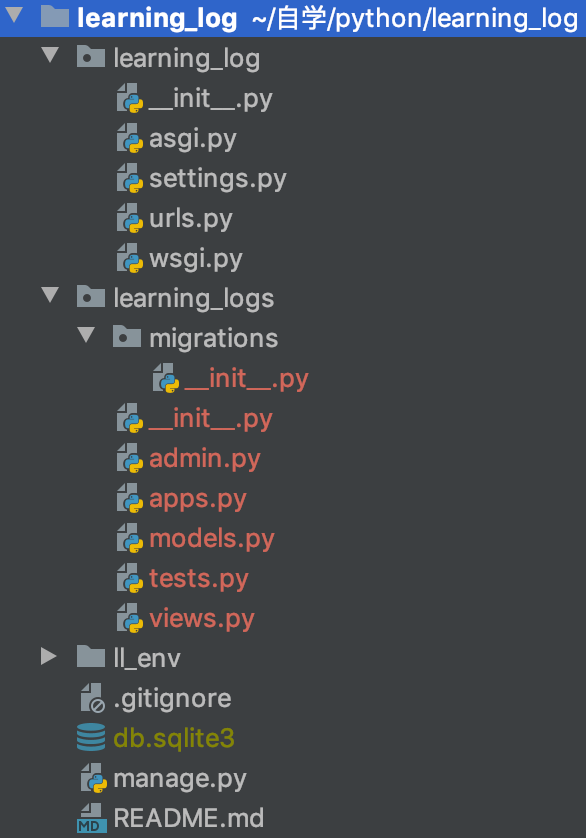 learning_log ~/自学/python/learning_log
learning_log
__init__.py
asgi.py
settings.py
urls.py
wsgi.py
learning_logs
migrations
__init__.py
__init__.py
admin.py
apps.py
models.py
tests.py
views.py
ll_env
.gitignore
db.sqlite3
manage.py
MD README.md